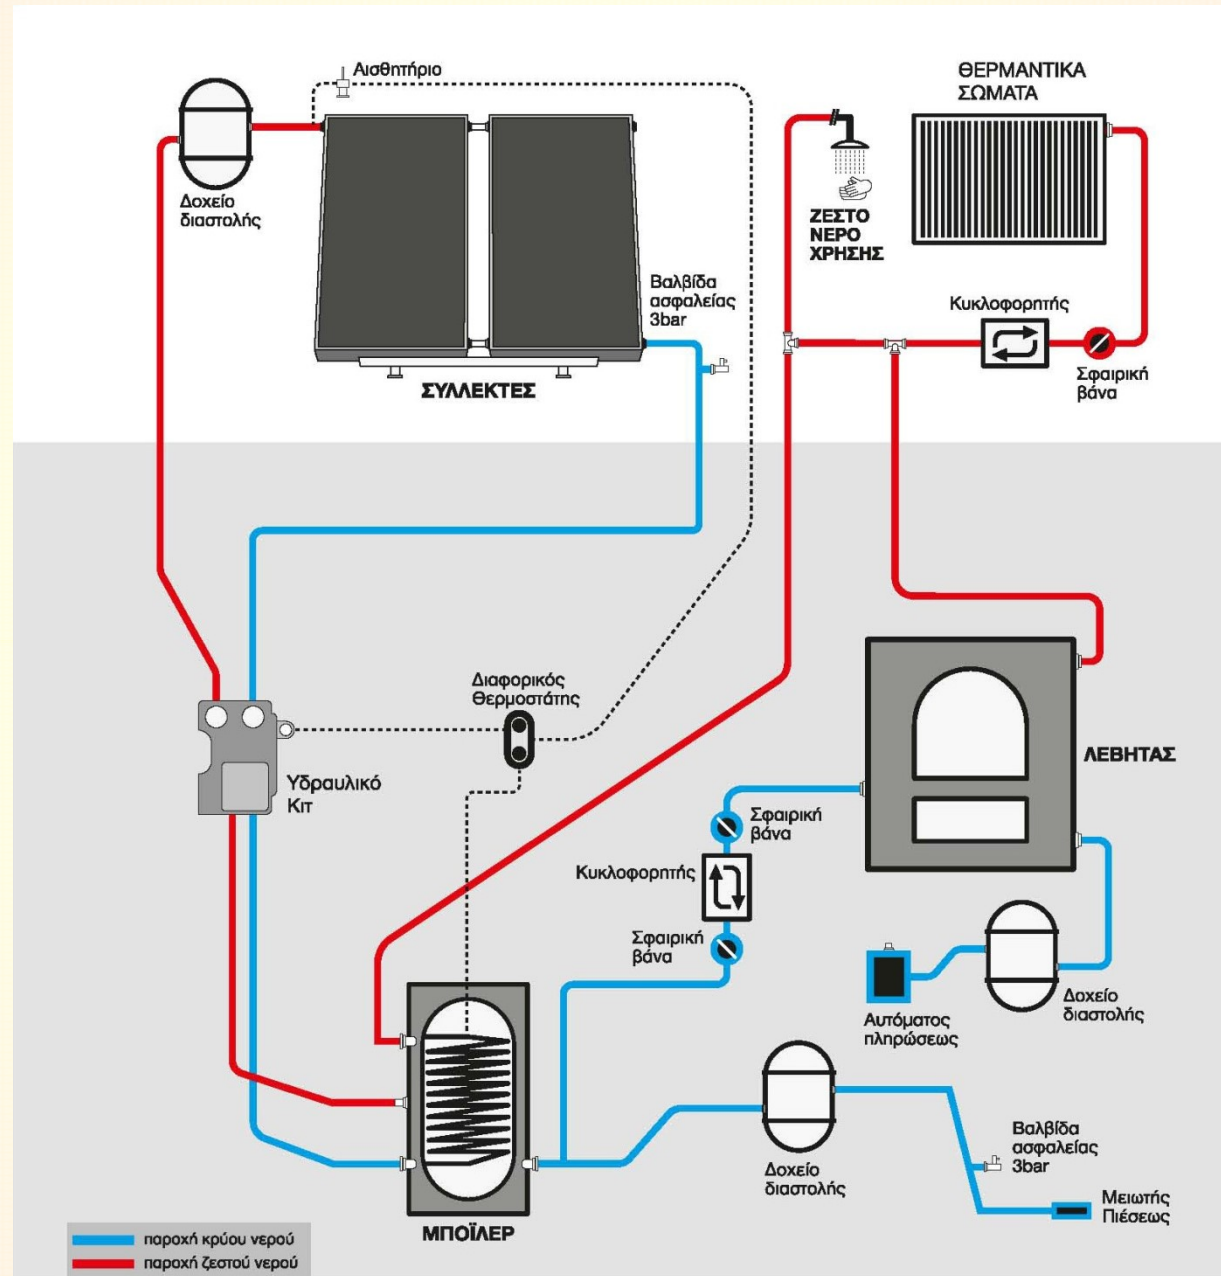 Αισθητήριο
ΘΕΡΜΑΝΤΙΚΑ
ΣΩΜΑΤΑ
Δοχείο
διαστολής
ΖΕΣΤΟ
ΝΕΡΟ
ΧΡΗΣΗΣ
Βαλβίδα
ασφαλείας
3bar
Κυκλοφορητής
Σφαιρική
βάνα
ΣΥΛΛΕΚΤΕΣ
Διαφορικός
Θερμοστάτης
ΛΕΒΗΤΑΣ
Υδραυλικό
Κιτ
Σφαιρική
βάνα
Κυκλοφορητής
Σφαιρική
βάνα
Δοχείο
διαστολής
Αυτόματος
πληρώσεως
Βαλβίδα
ασφαλείας
3bar
Δοχείο
διαστολής
Μειωτής
Πιέσεως
ΜΠΟΪΛΕΡ
παροχή κρύου νερού
παροχή ζεστού νερού